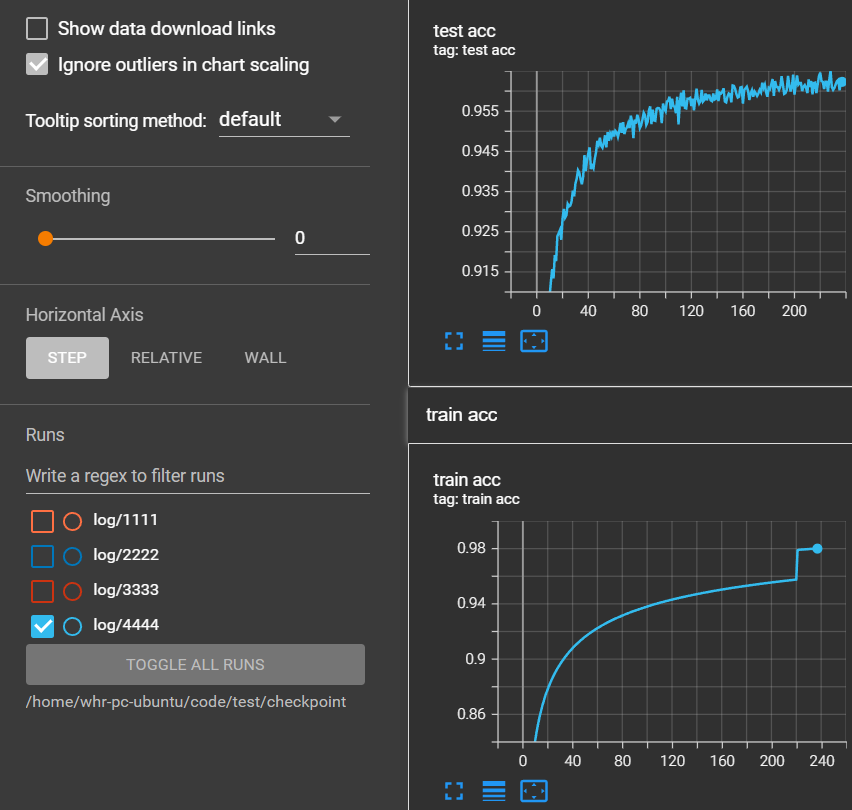 Show data download links
Ignore outliers in chart scaling
Tooltip sorting method: default
Smoothing
0
Horizontal Axis
STEP RELATIVE WALL
Runs
Write a regex to filter runs
log/1111
log/2222
log/3333
log/4444
TOGGLE ALL RUNS
/home/whr-pc-ubuntu/code/test/checkpoint
test acc
tag: test acc
0.955
0.945
0.935
0.925
0.915
0 40 80 120 160 200
train acc
train acc
tag: train acc
0.98
0.94
0.9
0.86
0 40 80 120 160 200 240